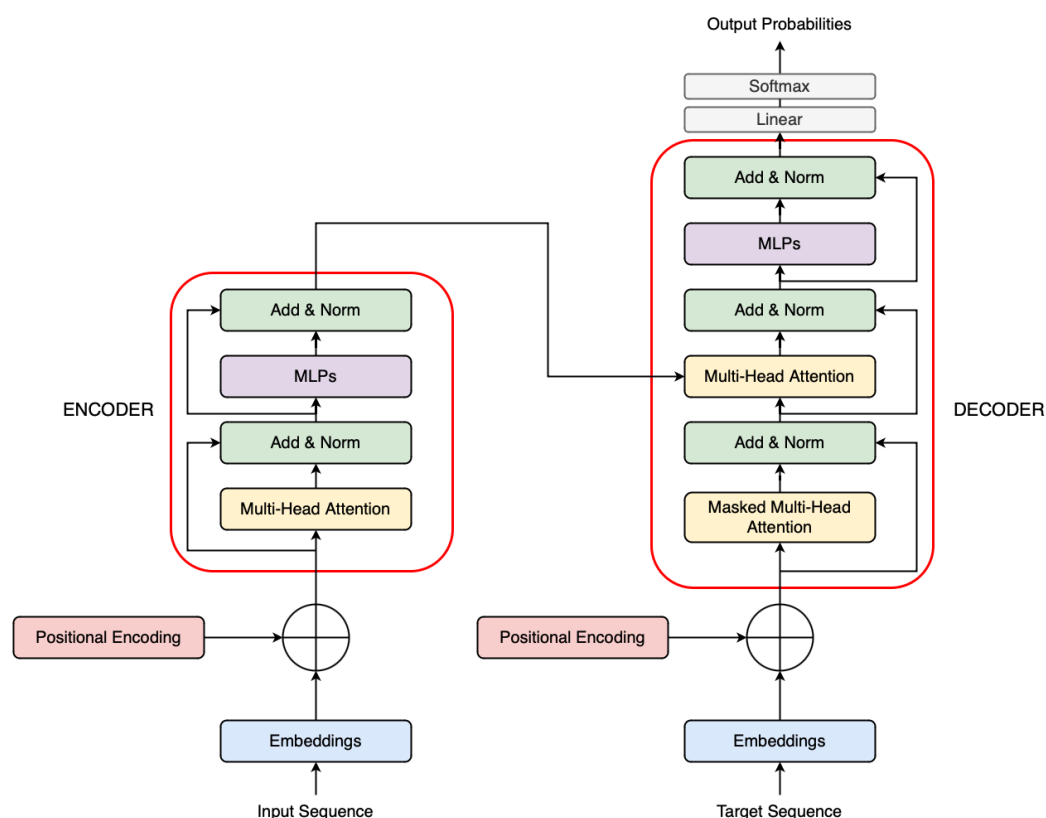 Output Probabilities
Softmax
Linear
Add & Norm
MLPs
Add & Norm
Multi-Head Attention
Add & Norm
Masked Multi-Head
Attention
DECODER
Positional Encoding
Embeddings
Target Sequence
Add & Norm
MLPs
Add & Norm
Multi-Head Attention
ENCODER
Positional Encoding
Embeddings
Input Sequence